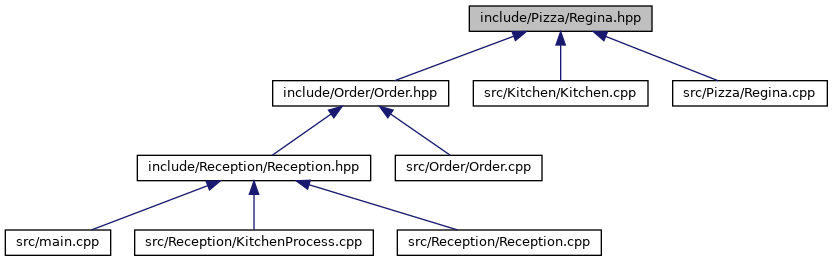 include/Pizza/Regina.hpp
include/Order/Order.hpp
src/Kitchen/Kitchen.cpp
src/Pizza/Regina.cpp
include/Reception/Reception.hpp
src/Order/Order.cpp
src/main.cpp
src/Reception/KitchenProcess.cpp
src/Reception/Reception.cpp